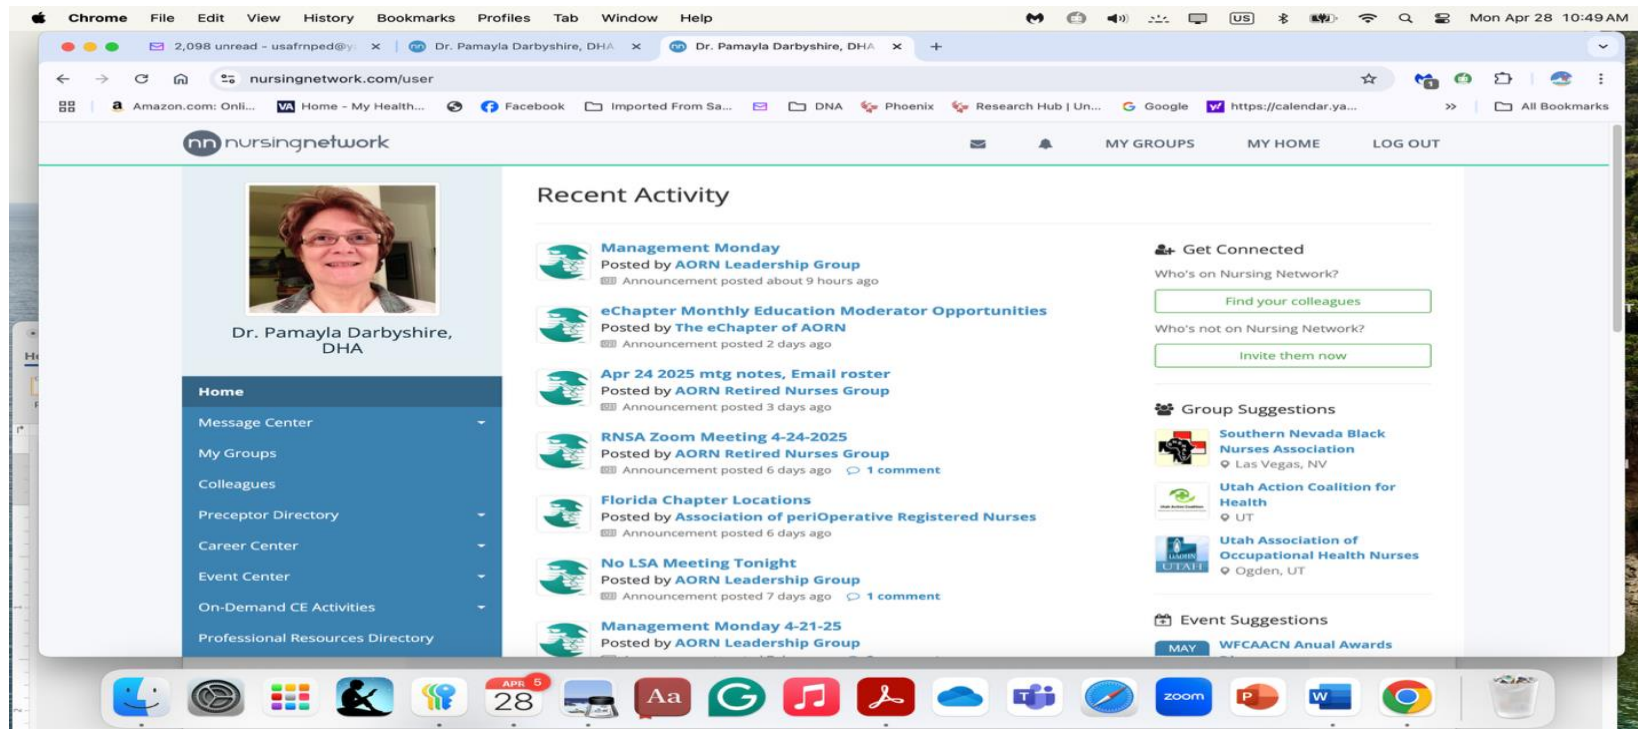 Chrome File Edit View History Bookmarks Profiles Tab Window Help US Mon Apr 28 10:49 AM
2,098 unread - usafrnped@y Dr. Pamayla Darbyshire, DHA Dr. Pamayla Darbyshire, DHA
nursingnetwork.com/user
Amazon.com: Onli... VA Home - My Health... Facebook Imported From Sa... DNA Phoenix Research Hub | Un... Google https://calendar.ya... >> All Bookmarks
nn nursingnetwork MY GROUPS MY HOME LOG OUT
Dr. Pamayla Darbyshire,
DHA
Home
Message Center
My Groups
Colleagues
Preceptor Directory
Career Center
Event Center
On-Demand CE Activities
Professional Resources Directory
Recent Activity
Management Monday
Posted by AORN Leadership Group
Announcement posted about 9 hours ago
eChapter Monthly Education Moderator Opportunities
Posted by The eChapter of AORN
Announcement posted 2 days ago
Apr 24 2025 mtg notes, Email roster
Posted by AORN Retired Nurses Group
Announcement posted 3 days ago
RNSA Zoom Meeting 4-24-2025
Posted by AORN Retired Nurses Group
Announcement posted 6 days ago 1 comment
Florida Chapter Locations
Posted by Association of periOperative Registered Nurses
Announcement posted 6 days ago
No LSA Meeting Tonight
Posted by AORN Leadership Group
Announcement posted 7 days ago 1 comment
Management Monday 4-21-25
Posted by AORN Leadership Group
Get Connected
Who's on Nursing Network?
Find your colleagues
Who's not on Nursing Network?
Invite them now
Group Suggestions
Southern Nevada Black
Nurses Association
Las Vegas, NV
Utah Action Coalition for
Health
UT
Utah Association of
Occupational Health Nurses
Ogden, UT
UTAH
Event Suggestions
MAY WFCAACN Anual Awards
APR 5
28 Aa zoom P W